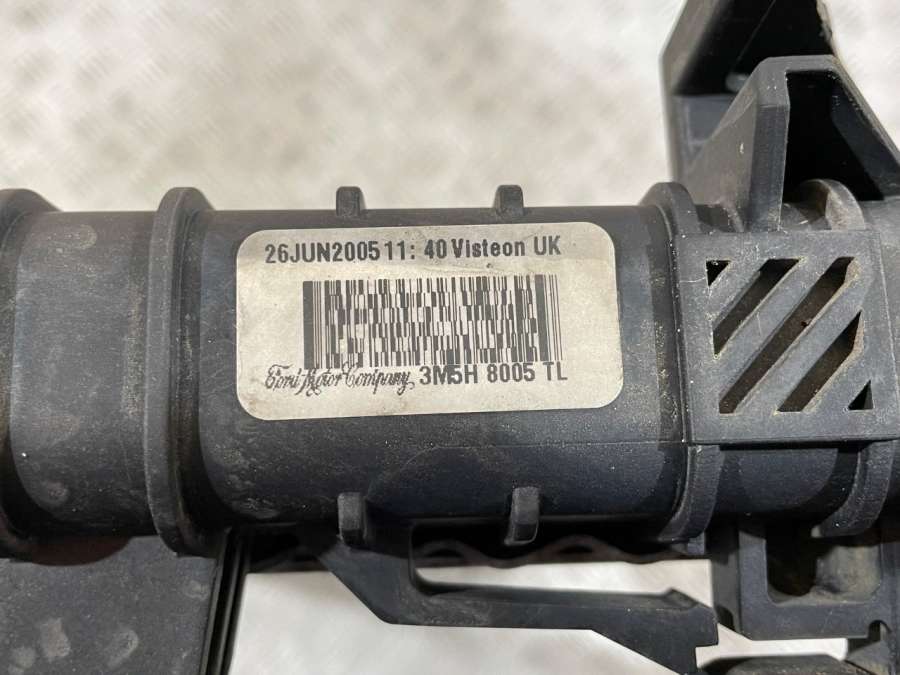 26JUN2005 11: 40 Visteon UK
Ford Motor Company 3M5H 8005 TL